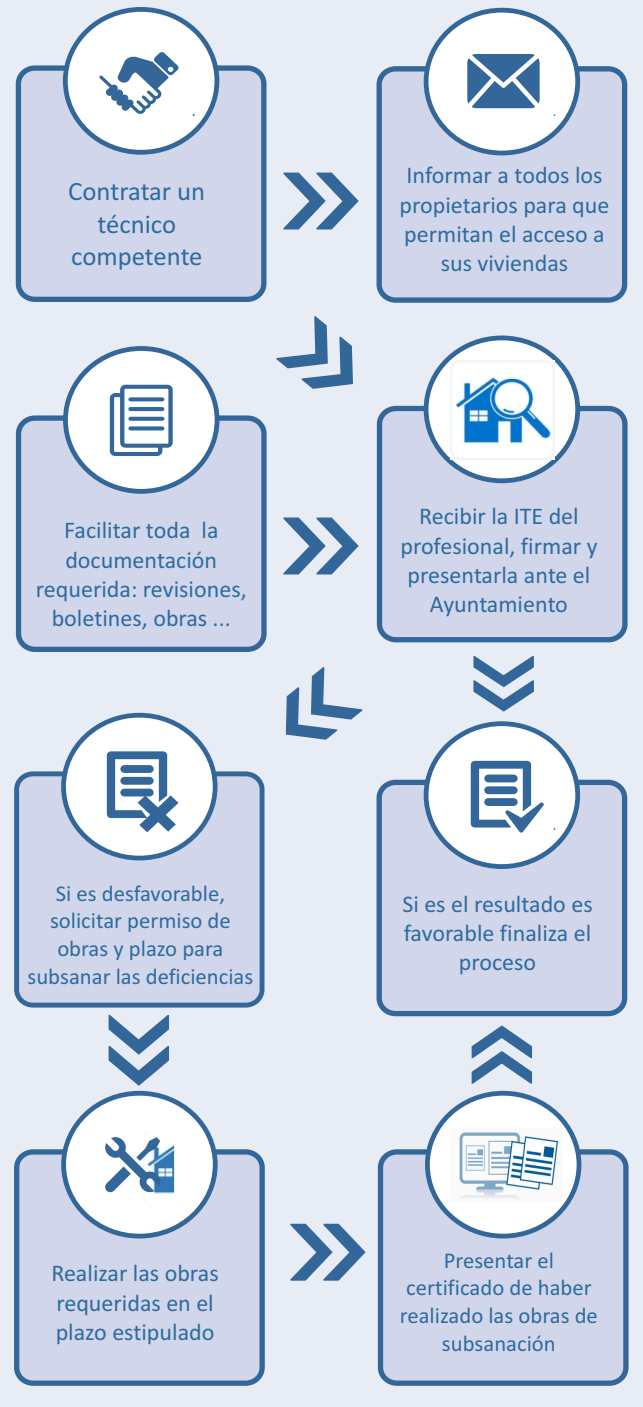 Contratar un
técnico
competente
Informar a todos los
propietarios para que
permitan el acceso a
sus viviendas
Facilitar toda  la
documentación
requerida: revisiones,
boletines, obras ...
Recibir la ITE del
profesional, firmar y
presentarla ante el
Ayuntamiento
Si es desfavorable,
solicitar permiso de
obras y plazo para
subsanar las deficiencias
Si es el resultado es
favorable finaliza el
proceso
Realizar las obras
requeridas en el
plazo estipulado
Presentar el
certificado de haber
realizado las obras de
subsanación